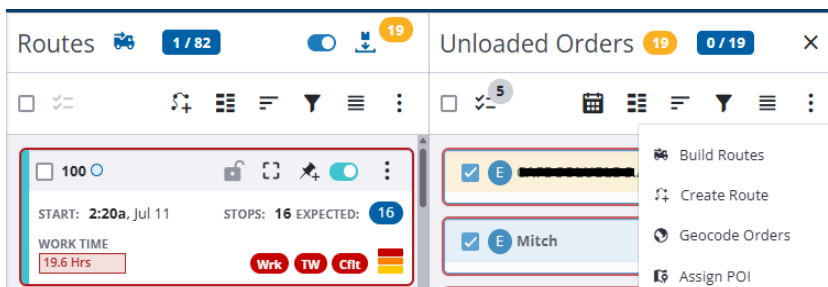 Routes 1 / 82 19
Unloaded Orders 19 0 / 19
5
100
START: 2:20a, Jul 11 STOPS: 16 EXPECTED: 16
WORK TIME
19.6 Hrs
Wrk TW Cflt
E
E Mitch
Build Routes
Create Route
Geocode Orders
Assign POI